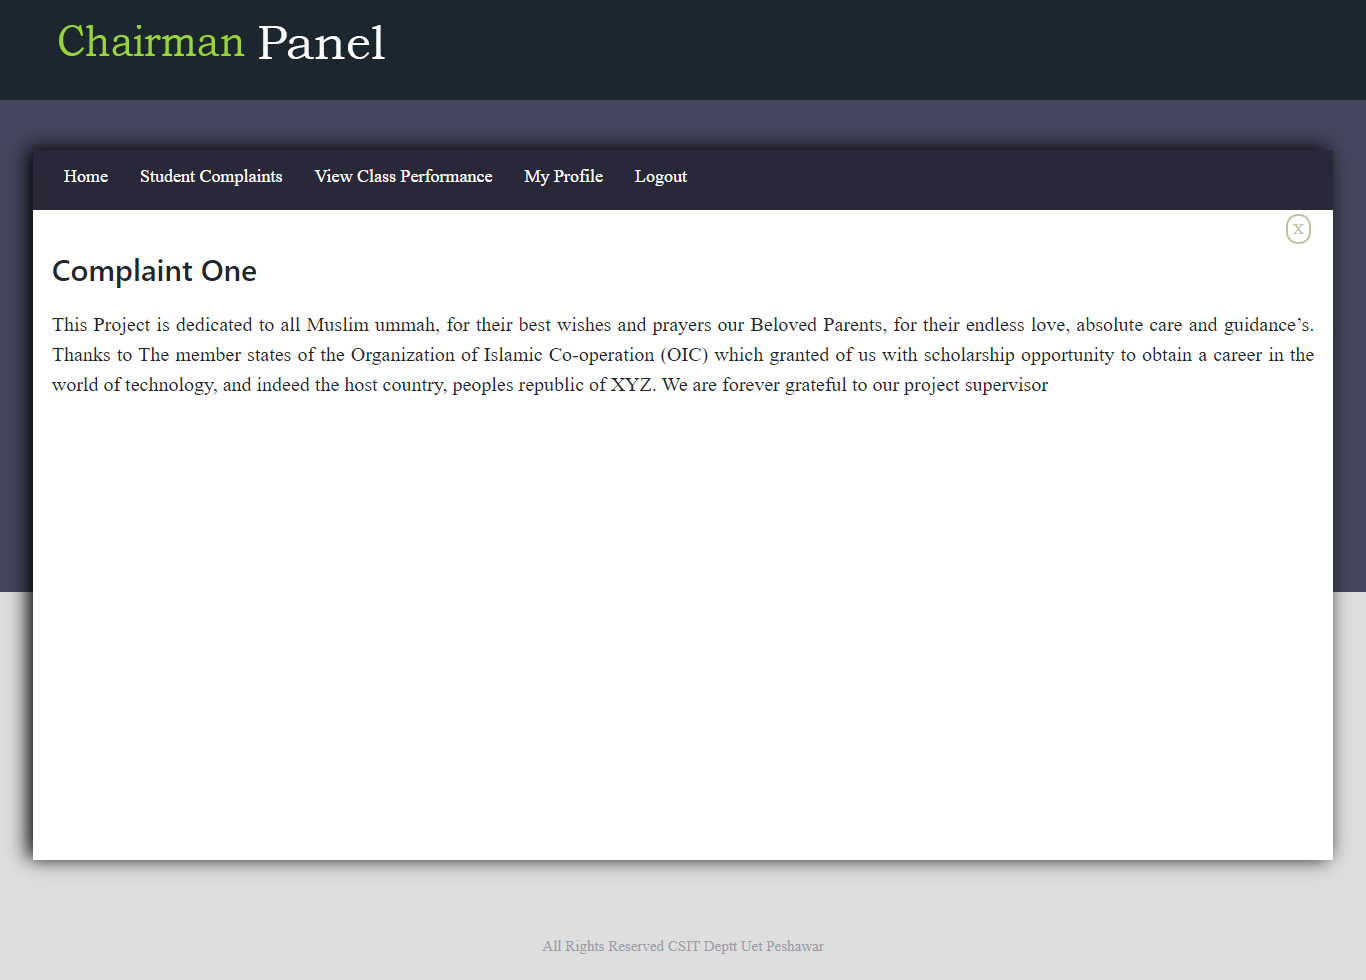 Chairman Panel
Home Student Complaints View Class Performance My Profile Logout
X
Complaint One
This Project is dedicated to all Muslim ummah, for their best wishes and prayers our Beloved Parents, for their endless love, absolute care and guidance’s.
Thanks to The member states of the Organization of Islamic Co-operation (OIC) which granted of us with scholarship opportunity to obtain a career in the
world of technology, and indeed the host country, peoples republic of XYZ. We are forever grateful to our project supervisor
All Rights Reserved CSIT Deptt Uet Peshawar